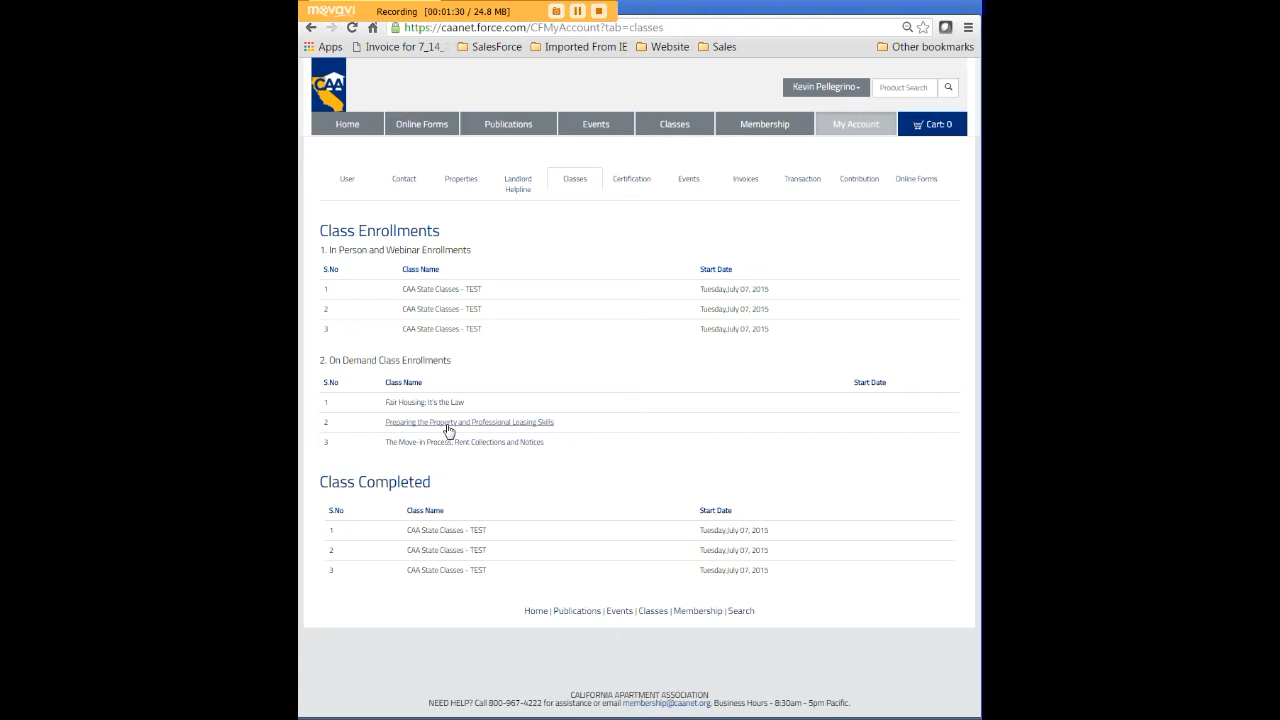 movavi Recording [00:01:30 / 24.8 MB]
https://caanet.force.com/CFMyAccount?tab=classes
Apps Invoice for 7_14_ SalesForce Imported From IE Website Sales Other bookmarks
CAA Kevin Pellegrino Product Search
Home Online Forms Publications Events Classes Membership My Account Cart: 0
User Contact Properties Landlord Helpline Classes Certification Events Invoices Transaction Contribution Online Forms
Class Enrollments
1. In Person and Webinar Enrollments
S.No Class Name Start Date
1 CAA State Classes - TEST Tuesday,July 07, 2015
2 CAA State Classes - TEST Tuesday,July 07, 2015
3 CAA State Classes - TEST Tuesday,July 07, 2015
2. On Demand Class Enrollments
S.No Class Name Start Date
1 Fair Housing: It's the Law
2 Preparing the Property and Professional Leasing Skills
3 The Move-in Process, Rent Collections and Notices
Class Completed
S.No Class Name Start Date
1 CAA State Classes - TEST Tuesday,July 07, 2015
2 CAA State Classes - TEST Tuesday,July 07, 2015
3 CAA State Classes - TEST Tuesday,July 07, 2015
Home | Publications | Events | Classes | Membership | Search
CALIFORNIA APARTMENT ASSOCIATION
NEED HELP? Call 800-967-4222 for assistance or email membership@caanet.org. Business Hours - 8:30am - 5pm Pacific.